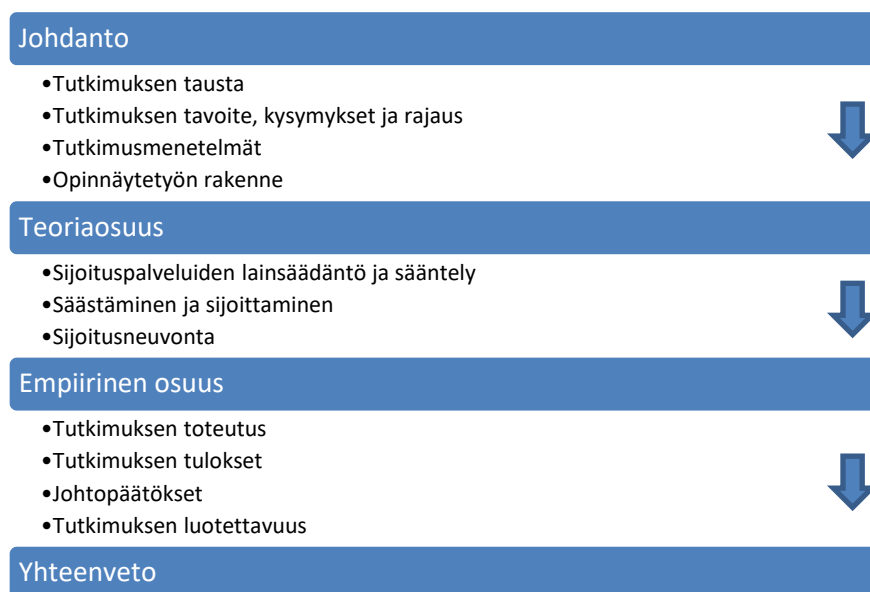 Johdanto
•Tutkimuksen tausta
•Tutkimuksen tavoite, kysymykset ja rajaus
•Tutkimusmenetelmät
•Opinnäytetyön rakenne
Teoriaosuus
•Sijoituspalveluiden lainsäädäntö ja sääntely
•Säästäminen ja sijoittaminen
•Sijoitusneuvonta
Empiirinen osuus
•Tutkimuksen toteutus
•Tutkimuksen tulokset
•Johtopäätökset
•Tutkimuksen luotettavuus
Yhteenveto